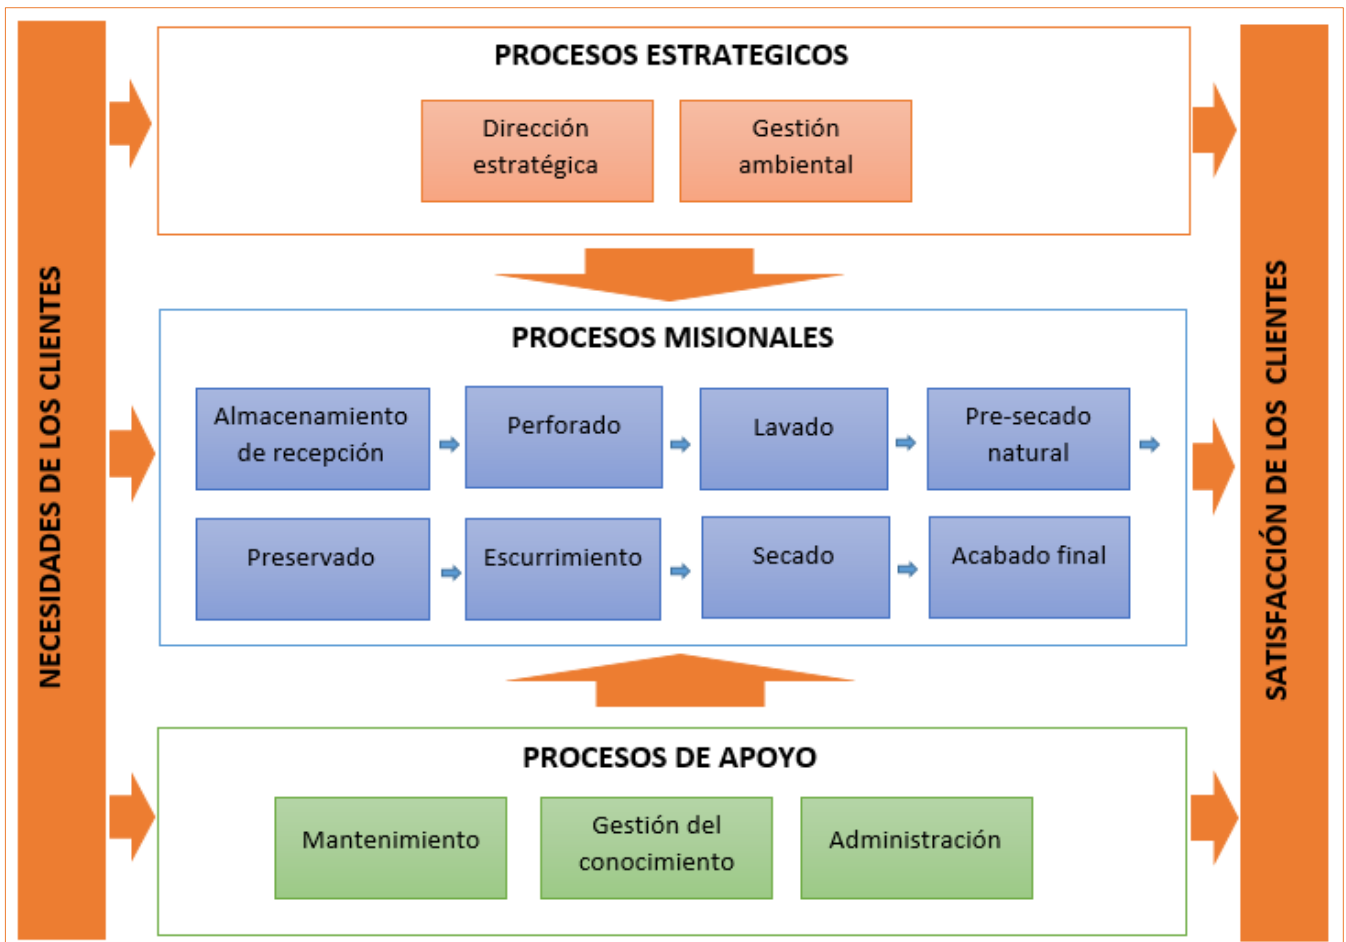 NECESIDADES DE LOS CLIENTES
PROCESOS ESTRATEGICOS
Dirección
estratégica
Gestión
ambiental
PROCESOS MISIONALES
Almacenamiento
de recepción
Perforado
Lavado
Pre-secado
natural
Preservado
Escurrimiento
Secado
Acabado final
PROCESOS DE APOYO
Mantenimiento
Gestión del
conocimiento
Administración
SATISFACCIÓN DE LOS CLIENTES